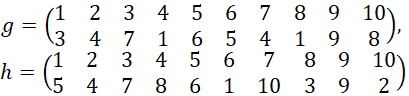 g = (1 2 3 4 5 6 7 8 9 10
3 4 7 1 6 5 4 1 9 8),
h = (1 2 3 4 5 6 7 8 9 10
5 4 7 8 6 1 10 3 9 2)